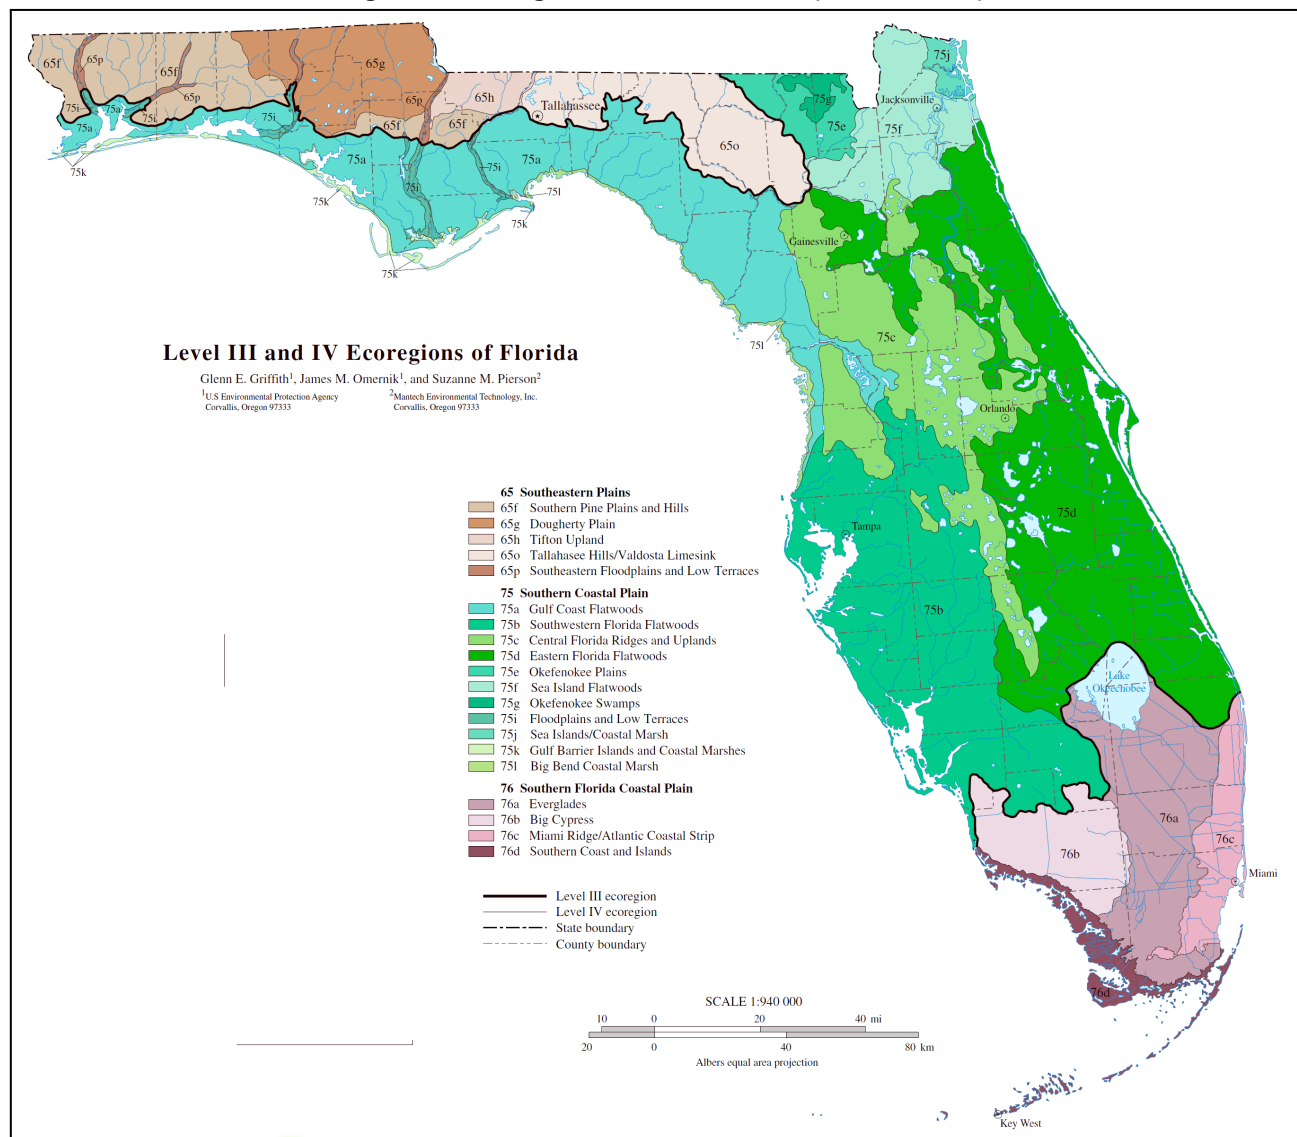 65f
65p
65f
65g
65p
75i
75a
75i
75a
75i
65f
65p
65h
65f
Tallahassee
75k
75a
75i
75a
75i
75l
75k
75k
75k
65o
75g
75e
75j
Jacksonville
75f
Gainesville
75c
75l
Orlando
Tampa
75d
75b
Lake
Okeechobee
76a
76b
76c
Miami
76d
Key West
Level III and IV Ecoregions of Florida
Glenn E. Griffith1, James M. Omernik1, and Suzanne M. Pierson2
1U.S Environmental Protection Agency
Corvallis, Oregon 97333
2Mantech Environmental Technology, Inc.
Corvallis, Oregon 97333
65 Southeastern Plains
65f Southern Pine Plains and Hills
65g Dougherty Plain
65h Tifton Upland
65o Tallahasee Hills/Valdosta Limesink
65p Southeastern Floodplains and Low Terraces
75 Southern Coastal Plain
75a Gulf Coast Flatwoods
75b Southwestern Florida Flatwoods
75c Central Florida Ridges and Uplands
75d Eastern Florida Flatwoods
75e Okefenokee Plains
75f Sea Island Flatwoods
75g Okefenokee Swamps
75i Floodplains and Low Terraces
75j Sea Islands/Coastal Marsh
75k Gulf Barrier Islands and Coastal Marshes
75l Big Bend Coastal Marsh
76 Southern Florida Coastal Plain
76a Everglades
76b Big Cypress
76c Miami Ridge/Atlantic Coastal Strip
76d Southern Coast and Islands
Level III ecoregion
Level IV ecoregion
State boundary
County boundary
SCALE 1:940 000
10 0 20 40 mi
20 0 40 80 km
Albers equal area projection